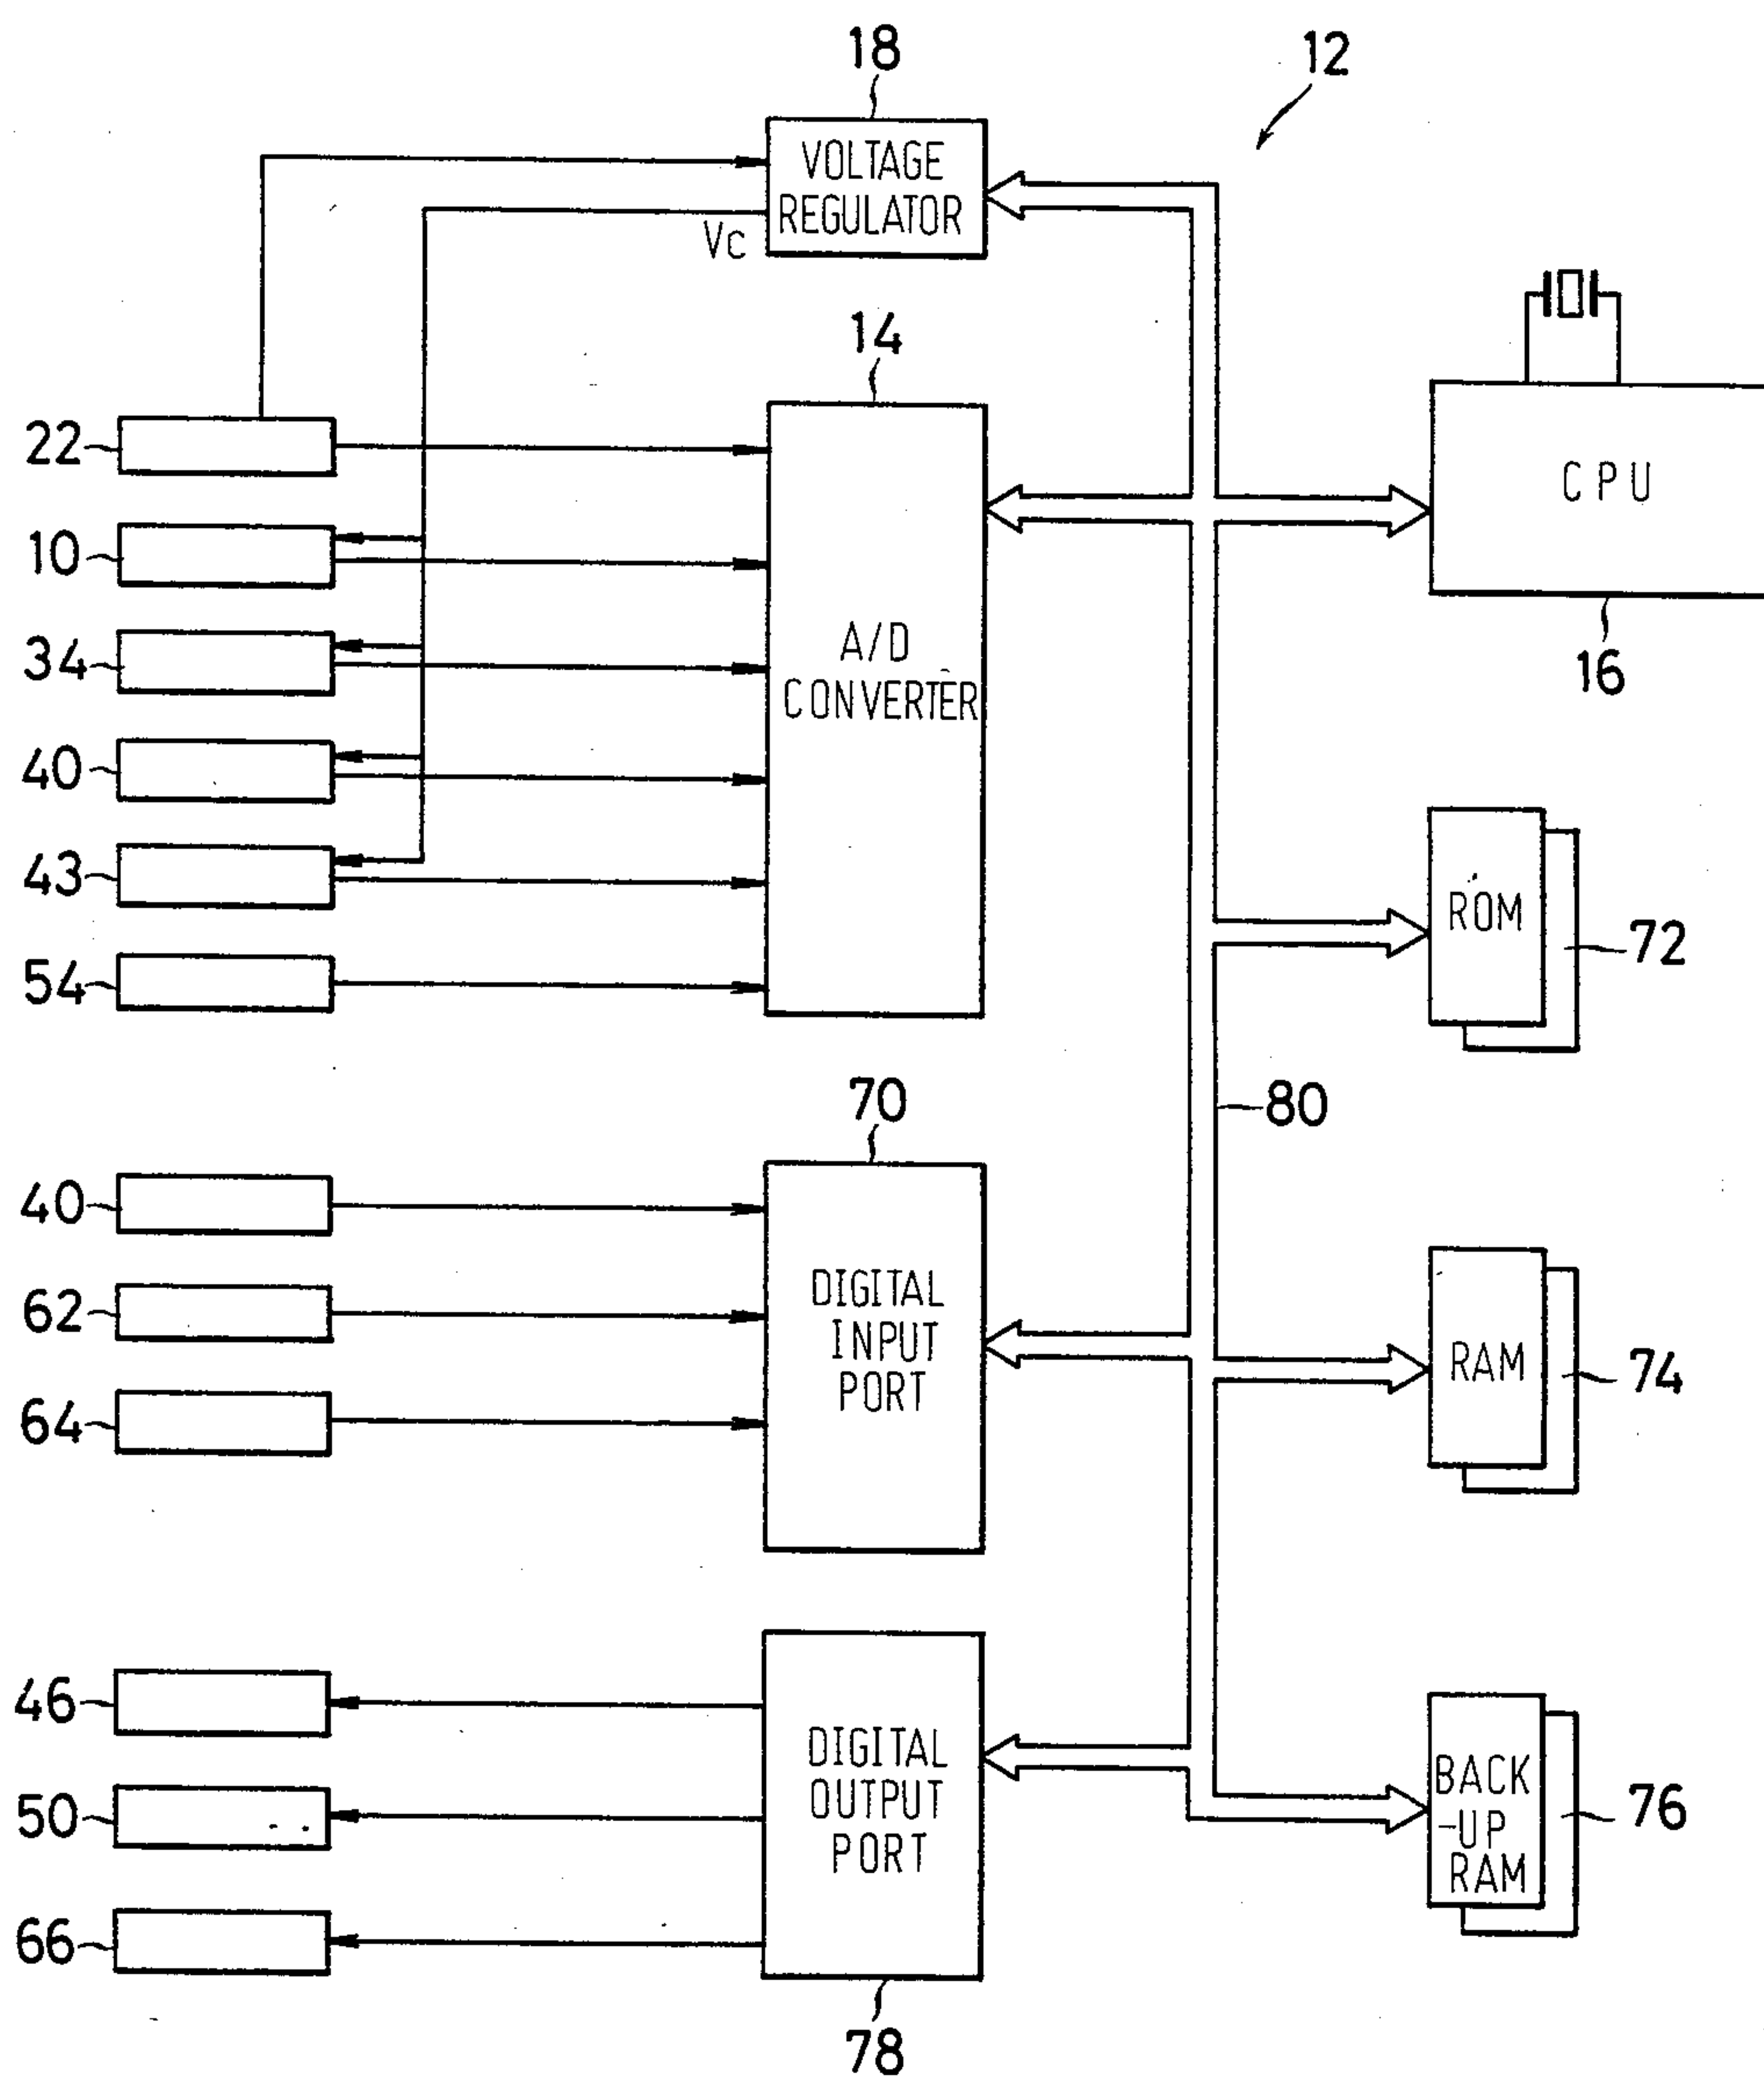 18
12
VOLTAGE
REGULATOR
Vc
14
22
CPU
10
A/D
CONVERTER
34
16
40
43
ROM
72
54
70
80
40
DIGITAL
INPUT
PORT
62
RAM
74
64
46
DIGITAL
OUTPUT
PORT
BACK
-UP
RAM
76
50
66
78